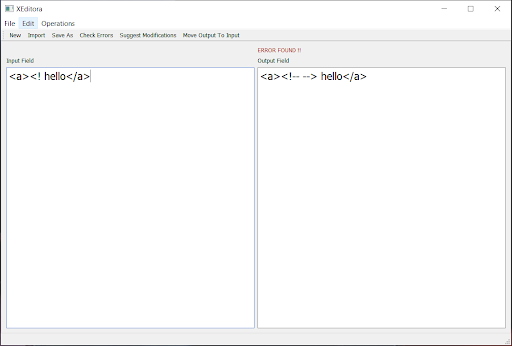 XEditora
File Edit Operations
New Import Save As Check Errors Suggest Modifications Move Output To Input
ERROR FOUND !!
Input Field
Output Field
<a><! hello</a>
<a><!-- --> hello</a>